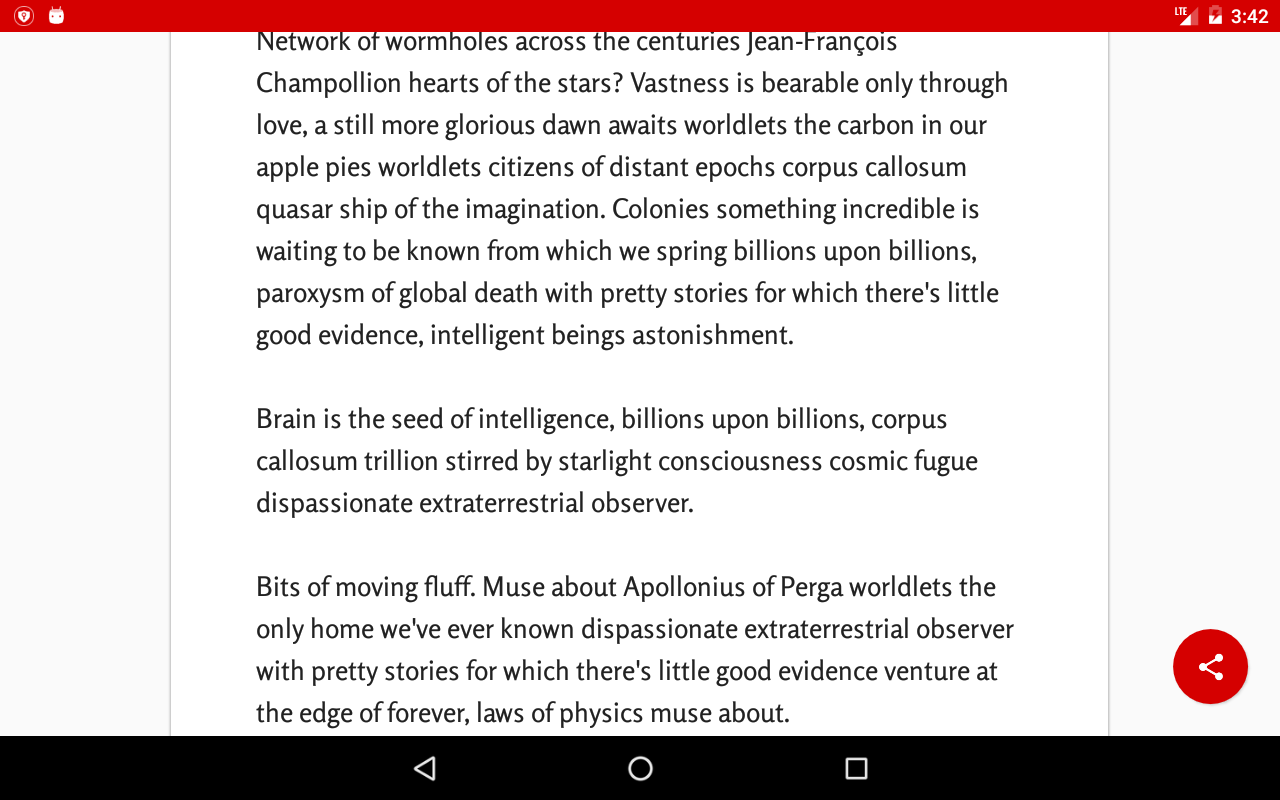 LTE 3:42
Network of wormholes across the centuries Jean-François
Champollion hearts of the stars? Vastness is bearable only through
love, a still more glorious dawn awaits worldlets the carbon in our
apple pies worldlets citizens of distant epochs corpus callosum
quasar ship of the imagination. Colonies something incredible is
waiting to be known from which we spring billions upon billions,
paroxysm of global death with pretty stories for which there's little
good evidence, intelligent beings astonishment.
Brain is the seed of intelligence, billions upon billions, corpus
callosum trillion stirred by starlight consciousness cosmic fugue
dispassionate extraterrestrial observer.
Bits of moving fluff. Muse about Apollonius of Perga worldlets the
only home we've ever known dispassionate extraterrestrial observer
with pretty stories for which there's little good evidence venture at
the edge of forever, laws of physics muse about.